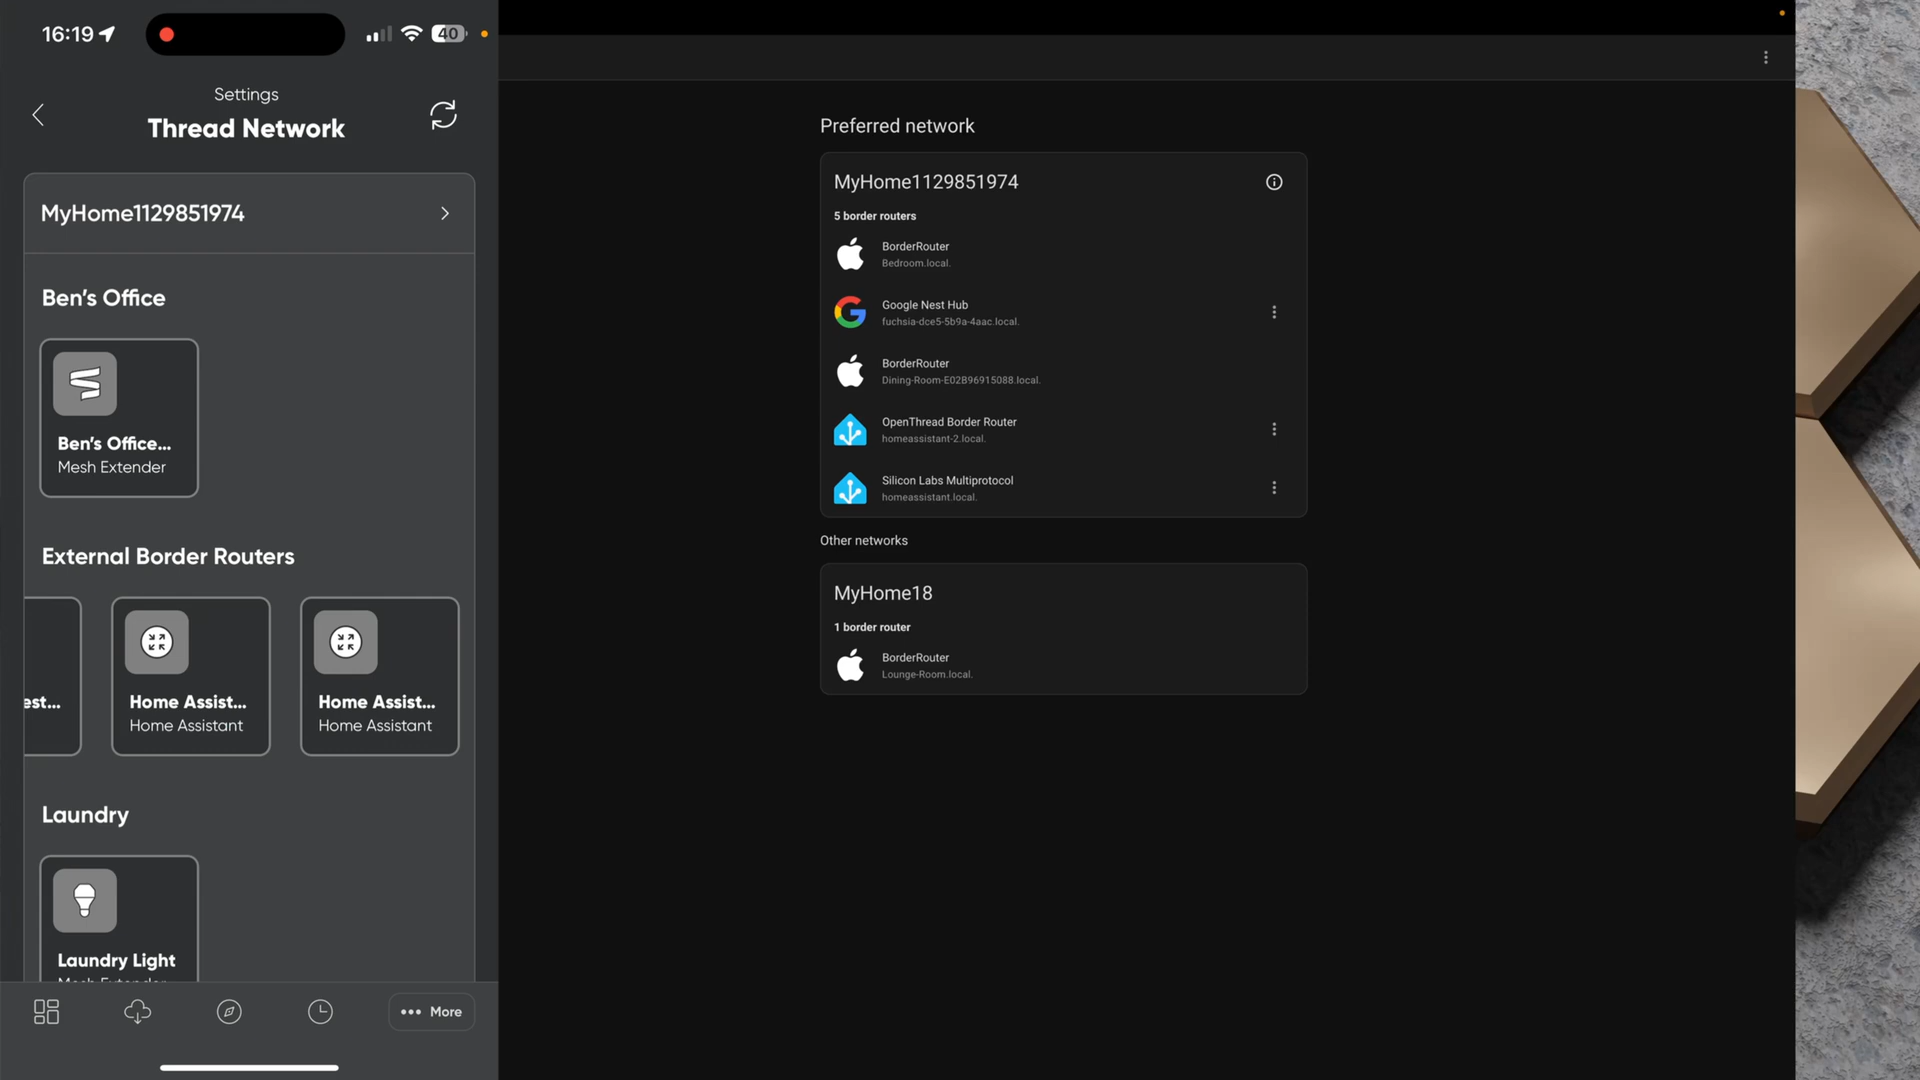 16:19
40
Settings
Thread Network
MyHome1129851974
Ben's Office
Ben's Office...
Mesh Extender
External Border Routers
est...
Home Assist...
Home Assistant
Home Assist...
Home Assistant
Laundry
Laundry Light
Mesh Extender
More
Preferred network
MyHome1129851974
5 border routers
BorderRouter
Bedroom.local.
Google Nest Hub
fuchsia-dce5-5b9a-4aac.local.
BorderRouter
Dining-Room-E02B96915088.local.
OpenThread Border Router
homeassistant-2.local.
Silicon Labs Multiprotocol
homeassistant.local.
Other networks
MyHome18
1 border router
BorderRouter
Lounge-Room.local.